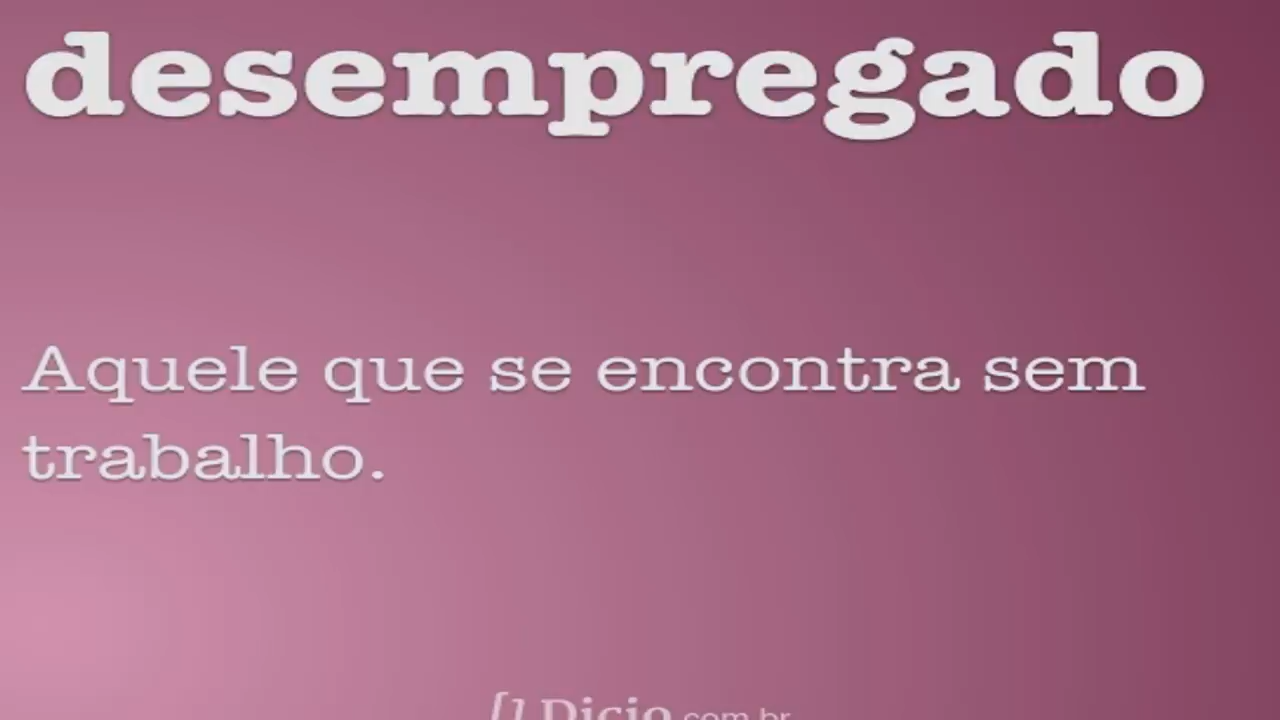 desempregado
Aquele que se encontra sem
trabalho.
Dicio.com.br